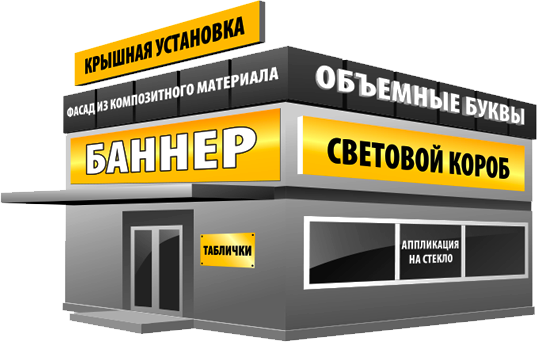 КРЫШНАЯ УСТАНОВКА
ФАСАД ИЗ КОМПОЗИТНОГО МАТЕРИАЛА
ОБЪЕМНЫЕ БУКВЫ
БАННЕР
СВЕТОВОЙ КОРОБ
ТАБЛИЧКИ
АППЛИКАЦИЯ
НА СТЕКЛО